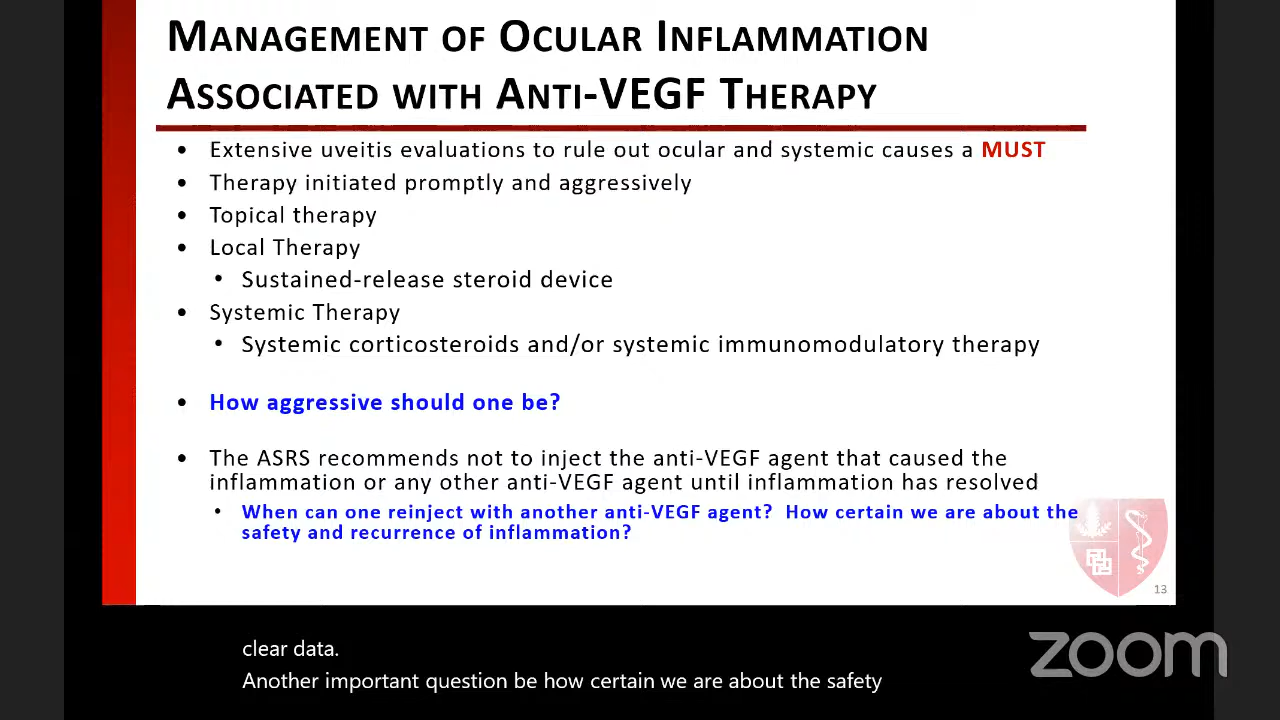 MANAGEMENT OF OCULAR INFLAMMATION
ASSOCIATED WITH ANTI-VEGF THERAPY
• Extensive uveitis evaluations to rule out ocular and systemic causes a MUST
• Therapy initiated promptly and aggressively
• Topical therapy
• Local Therapy
• Sustained-release steroid device
• Systemic Therapy
• Systemic corticosteroids and/or systemic immunomodulatory therapy
• How aggressive should one be?
• The ASRS recommends not to inject the anti-VEGF agent that caused the
inflammation or any other anti-VEGF agent until inflammation has resolved
• When can one reinject with another anti-VEGF agent? How certain we are about the
safety and recurrence of inflammation?
13
clear data.
Another important question be how certain we are about the safety
zoom